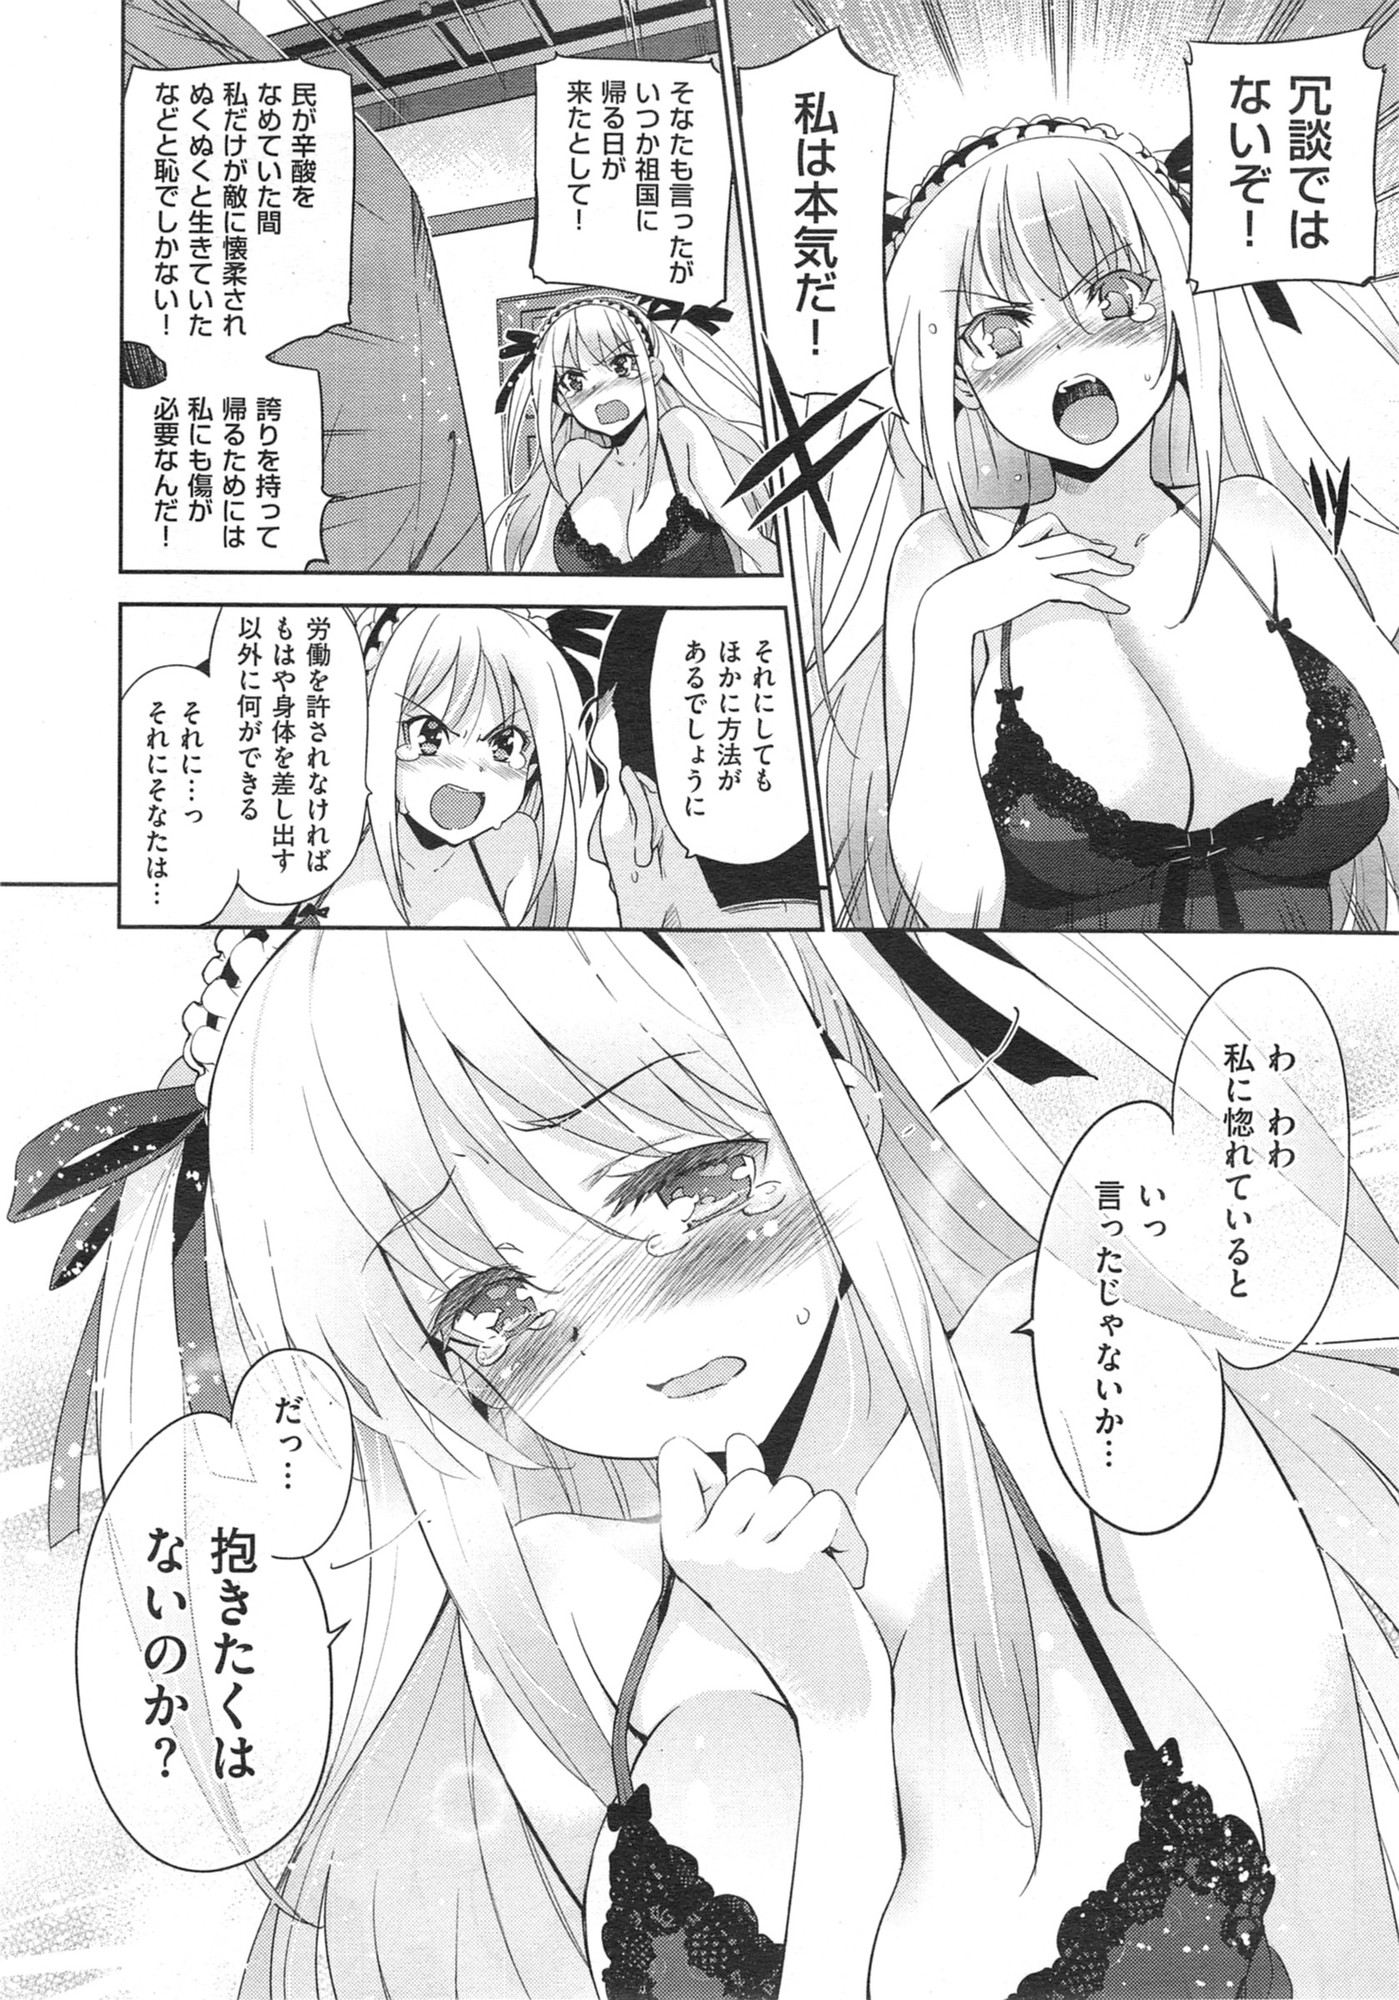 冗談では
ないぞ！
私は本気だ！
そなたも言ったが
いつか祖国に
帰る日が
来たとして！
民が辛酸を
なめていた間
私だけが敵に懐柔され
ぬくぬくと生きていた
などと恥でしかない！
誇りを持って
帰るためには
私にも傷が
必要なんだ！
それにしても
ほかに方法が
あるでしょうに
労働を許されなければ
もはや身体を差し出す
以外に何ができる
それに…っ
それにそなたは…
わ　わわ
私に惚れていると
いっ
言ったじゃないか…
だっ…
抱きたくは
ないのか？